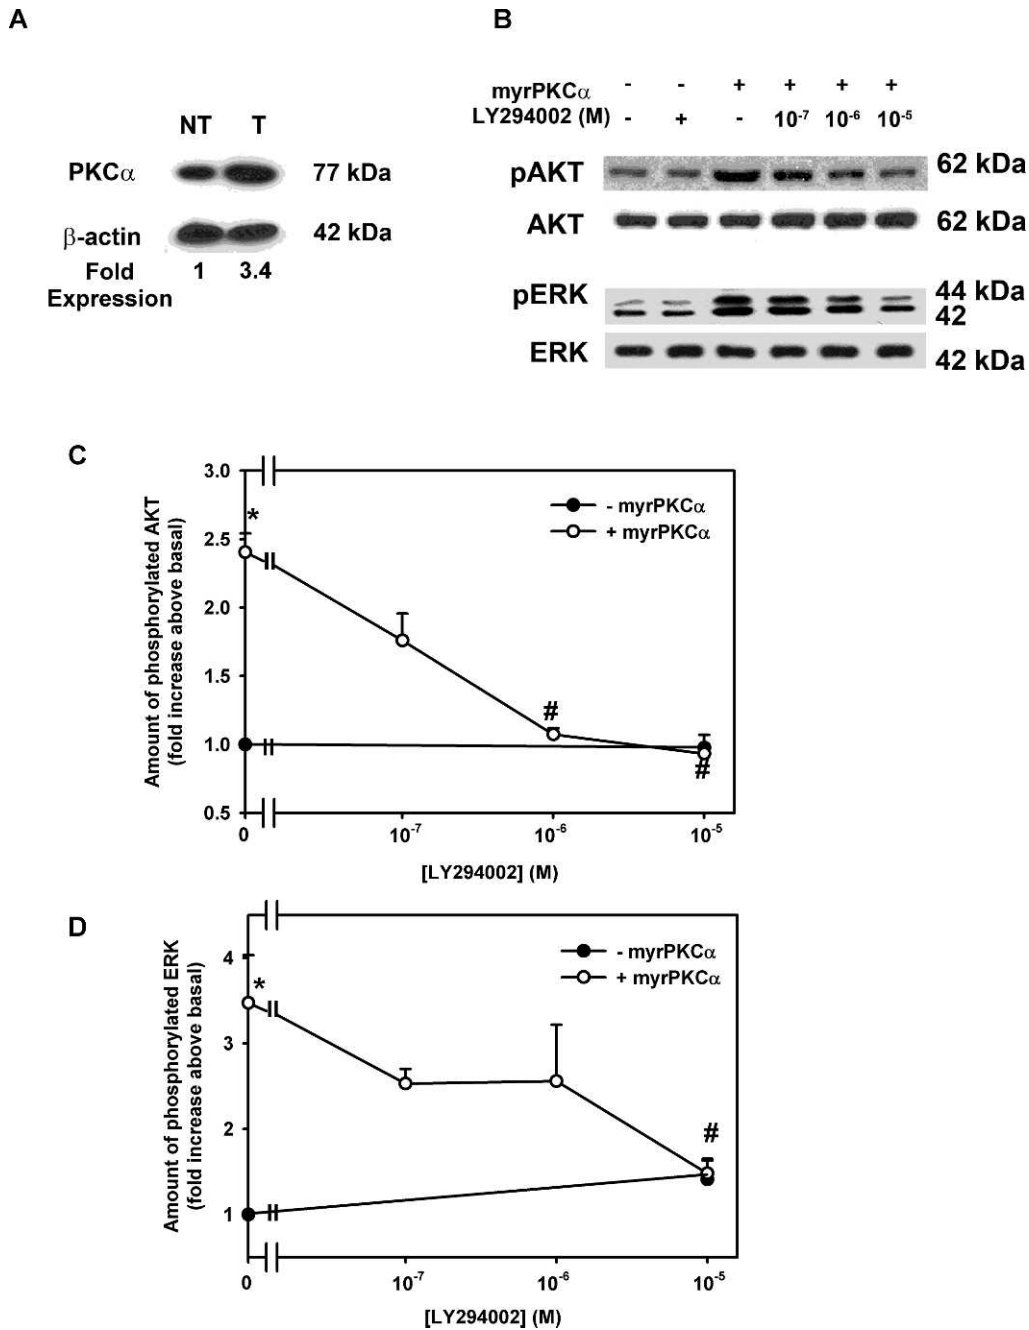 A
NT T
PKCα 77 kDa
β-actin 42 kDa
Fold 1 3.4
Expression
B
myrPKCα - - + + + +
LY294002 (M) - + - 10⁻⁷ 10⁻⁶ 10⁻⁵
pAKT 62 kDa
AKT 62 kDa
pERK 44 kDa
42
ERK 42 kDa
C
Amount of phosphorylated AKT
(fold increase above basal)
3.0
2.5
2.0
1.5
1.0
0.5
*
#
#
- myrPKCα
+ myrPKCα
0 10⁻⁷ 10⁻⁶ 10⁻⁵
[LY294002] (M)
D
Amount of phosphorylated ERK
(fold increase above basal)
4
3
2
1
*
#
- myrPKCα
+ myrPKCα
0 10⁻⁷ 10⁻⁶ 10⁻⁵
[LY294002] (M)